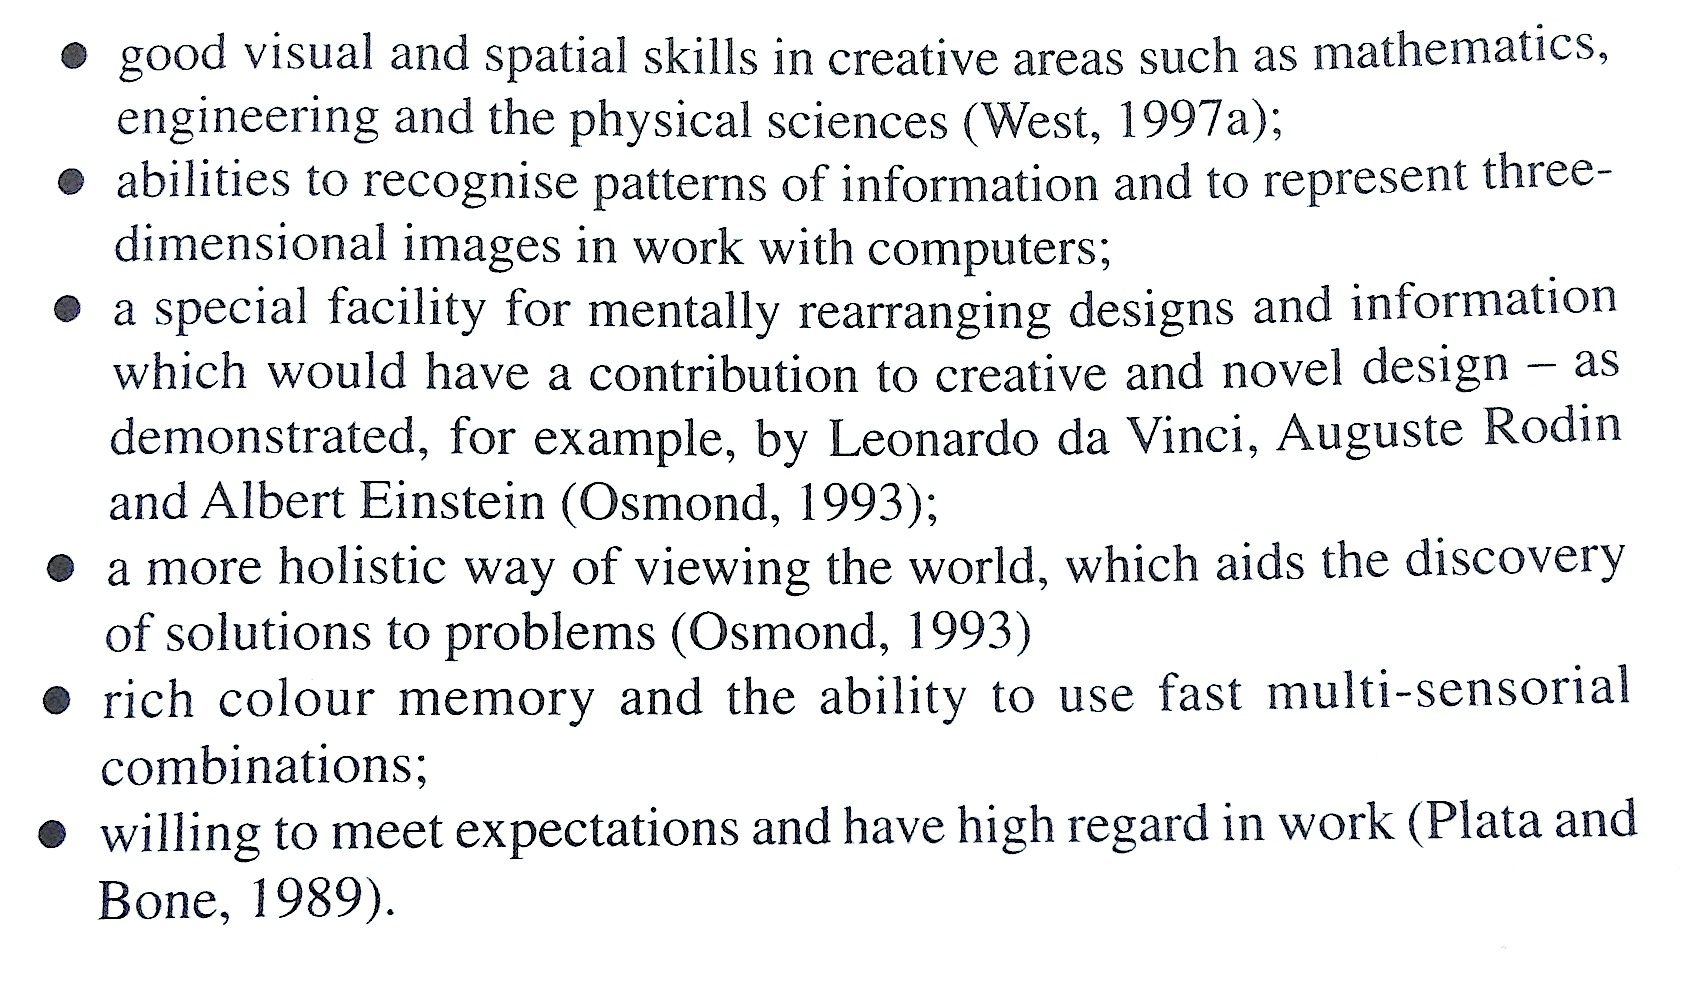 ● good visual and spatial skills in creative areas such as mathematics,
engineering and the physical sciences (West, 1997a);
● abilities to recognise patterns of information and to represent three-
dimensional images in work with computers;
● a special facility for mentally rearranging designs and information
which would have a contribution to creative and novel design – as
demonstrated, for example, by Leonardo da Vinci, Auguste Rodin
and Albert Einstein (Osmond, 1993);
● a more holistic way of viewing the world, which aids the discovery
of solutions to problems (Osmond, 1993)
● rich colour memory and the ability to use fast multi-sensorial
combinations;
● willing to meet expectations and have high regard in work (Plata and
Bone, 1989).